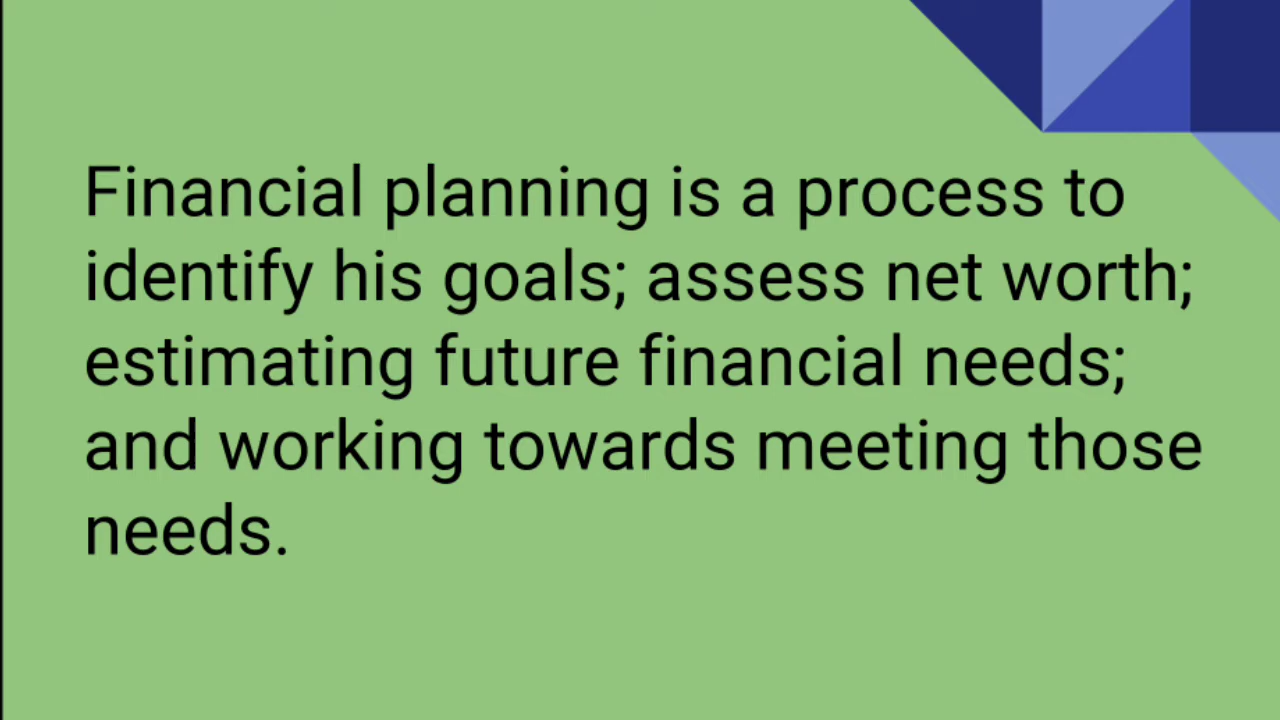 Financial planning is a process to
identify his goals; assess net worth;
estimating future financial needs;
and working towards meeting those
needs.